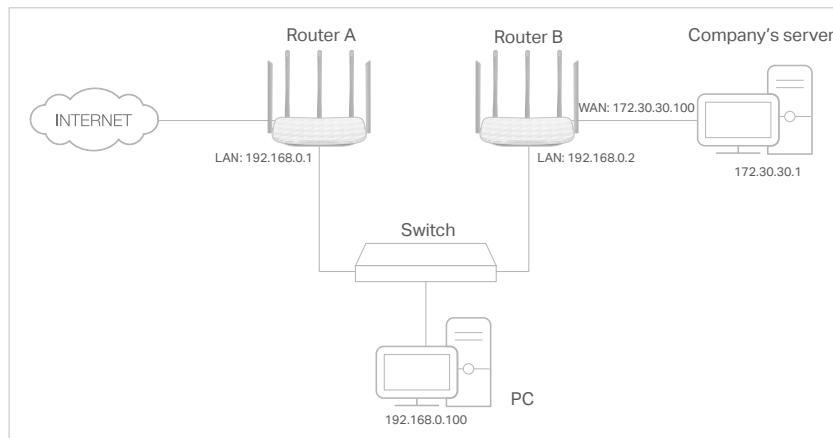 Router A
Router B
Company's server
INTERNET
WAN: 172.30.30.100
LAN: 192.168.0.1
LAN: 192.168.0.2
172.30.30.1
Switch
PC
192.168.0.100